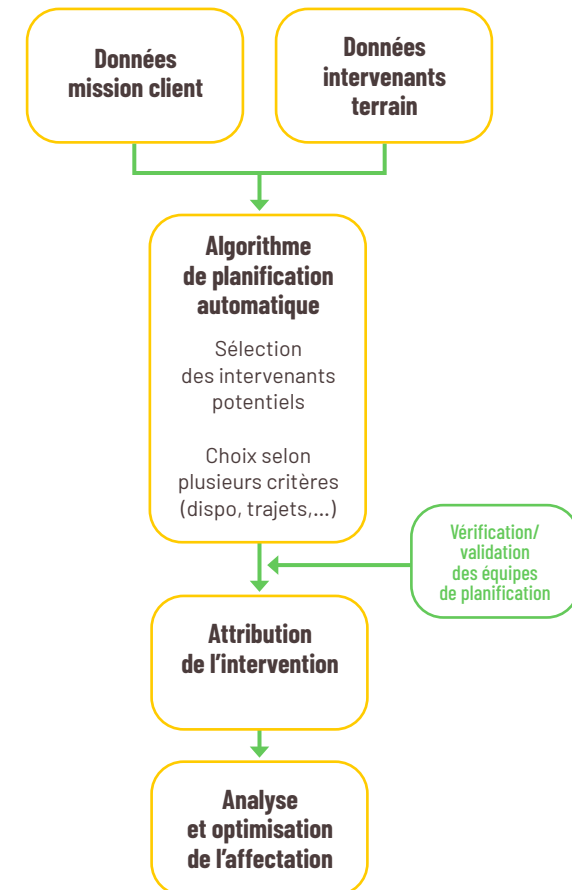 Données
mission client
Données
intervenants
terrain
Algorithme
de planification
automatique
Sélection
des intervenants
potentiels
Choix selon
plusieurs critères
(dispo, trajets,...)
Vérification/
validation
des équipes
de planification
Attribution
de l'intervention
Analyse
et optimisation
de l'affectation